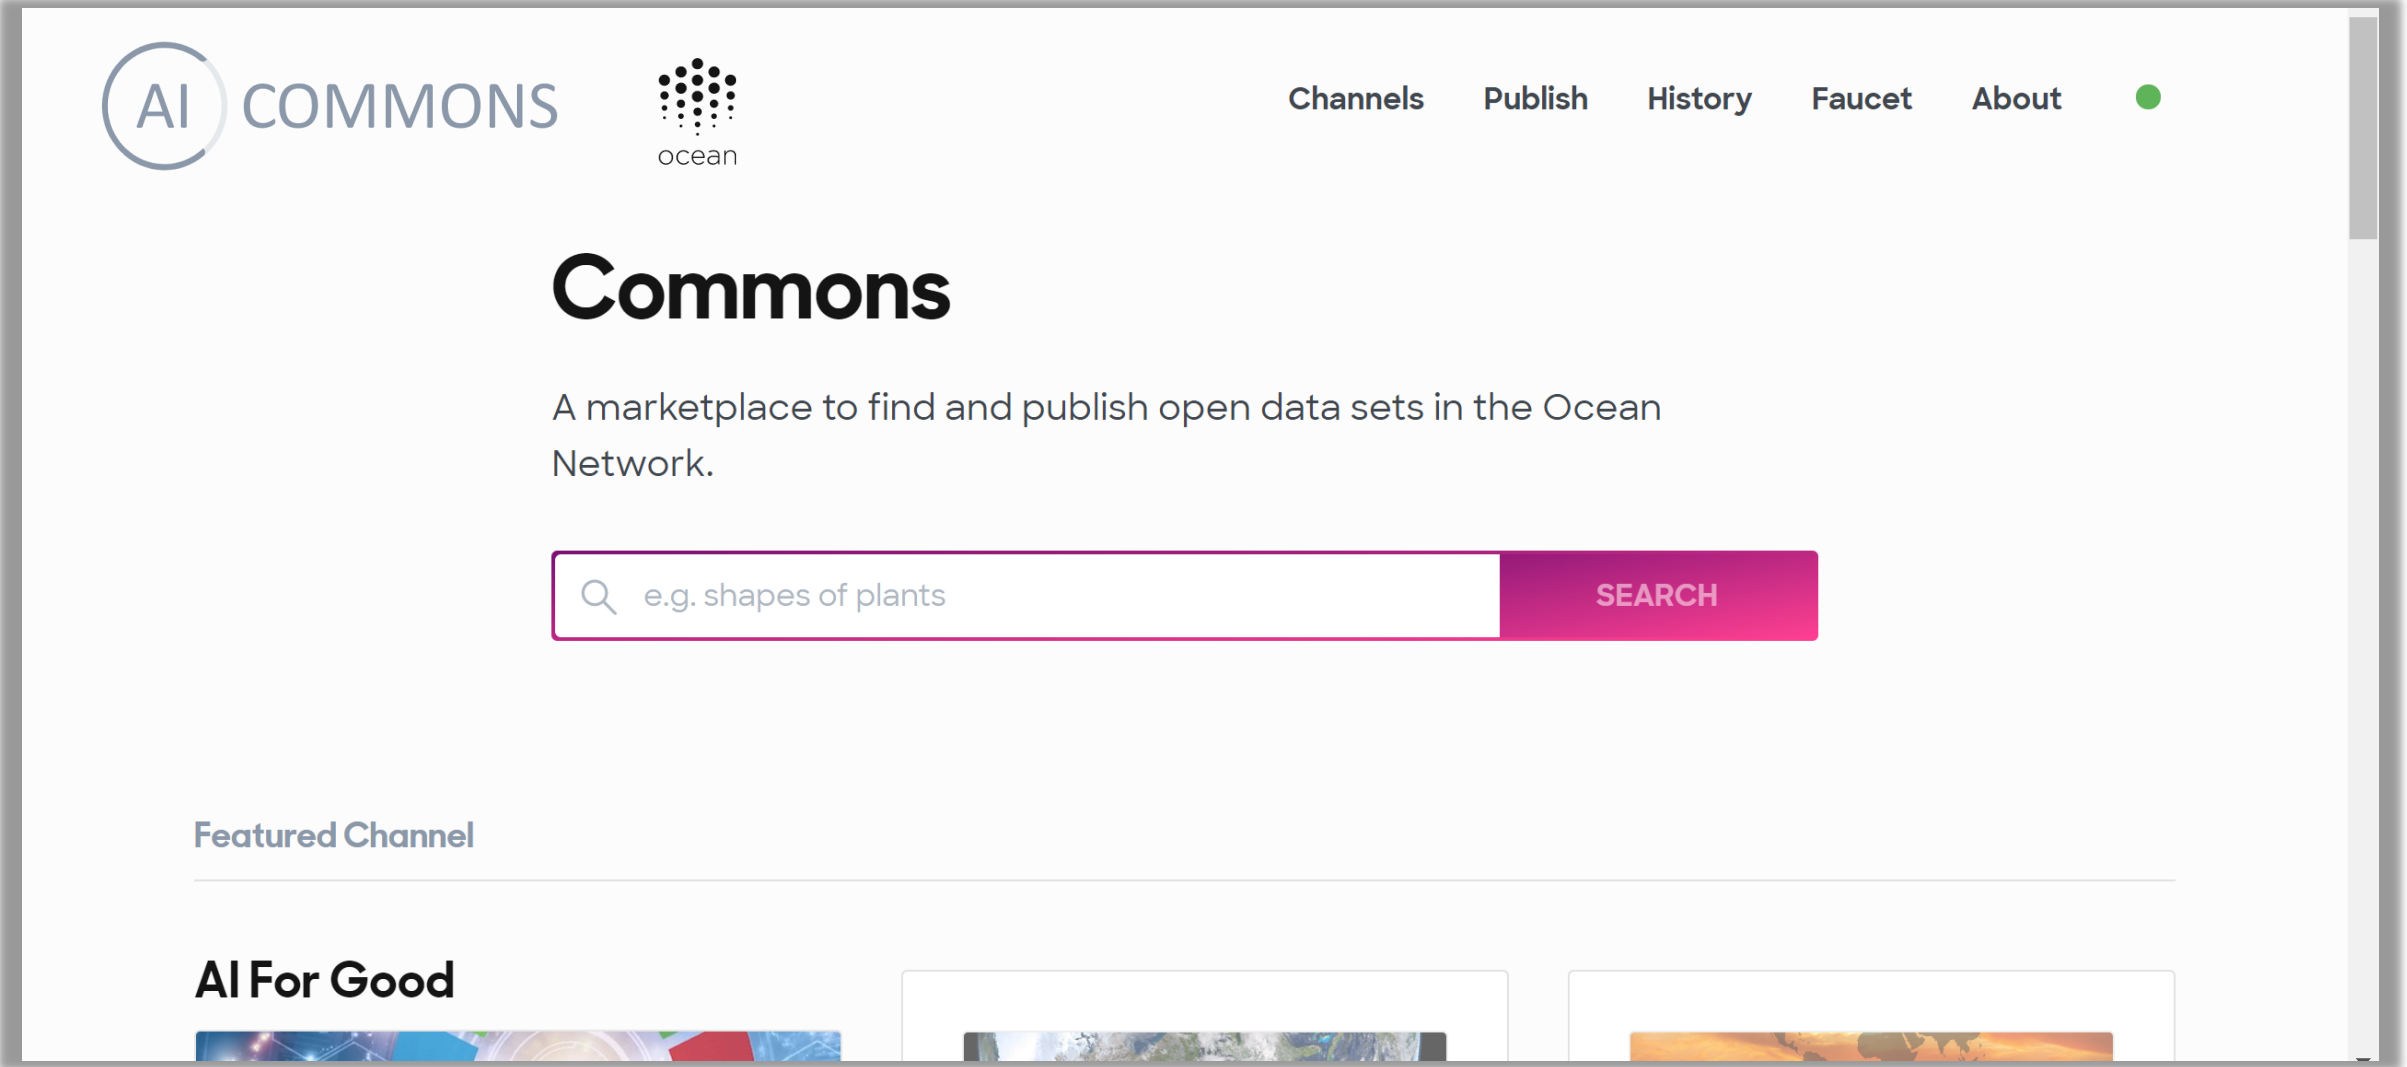 AI COMMONS
ocean
Channels Publish History Faucet About
Commons
A marketplace to find and publish open data sets in the Ocean
Network.
e.g. shapes of plants SEARCH
Featured Channel
AI For Good